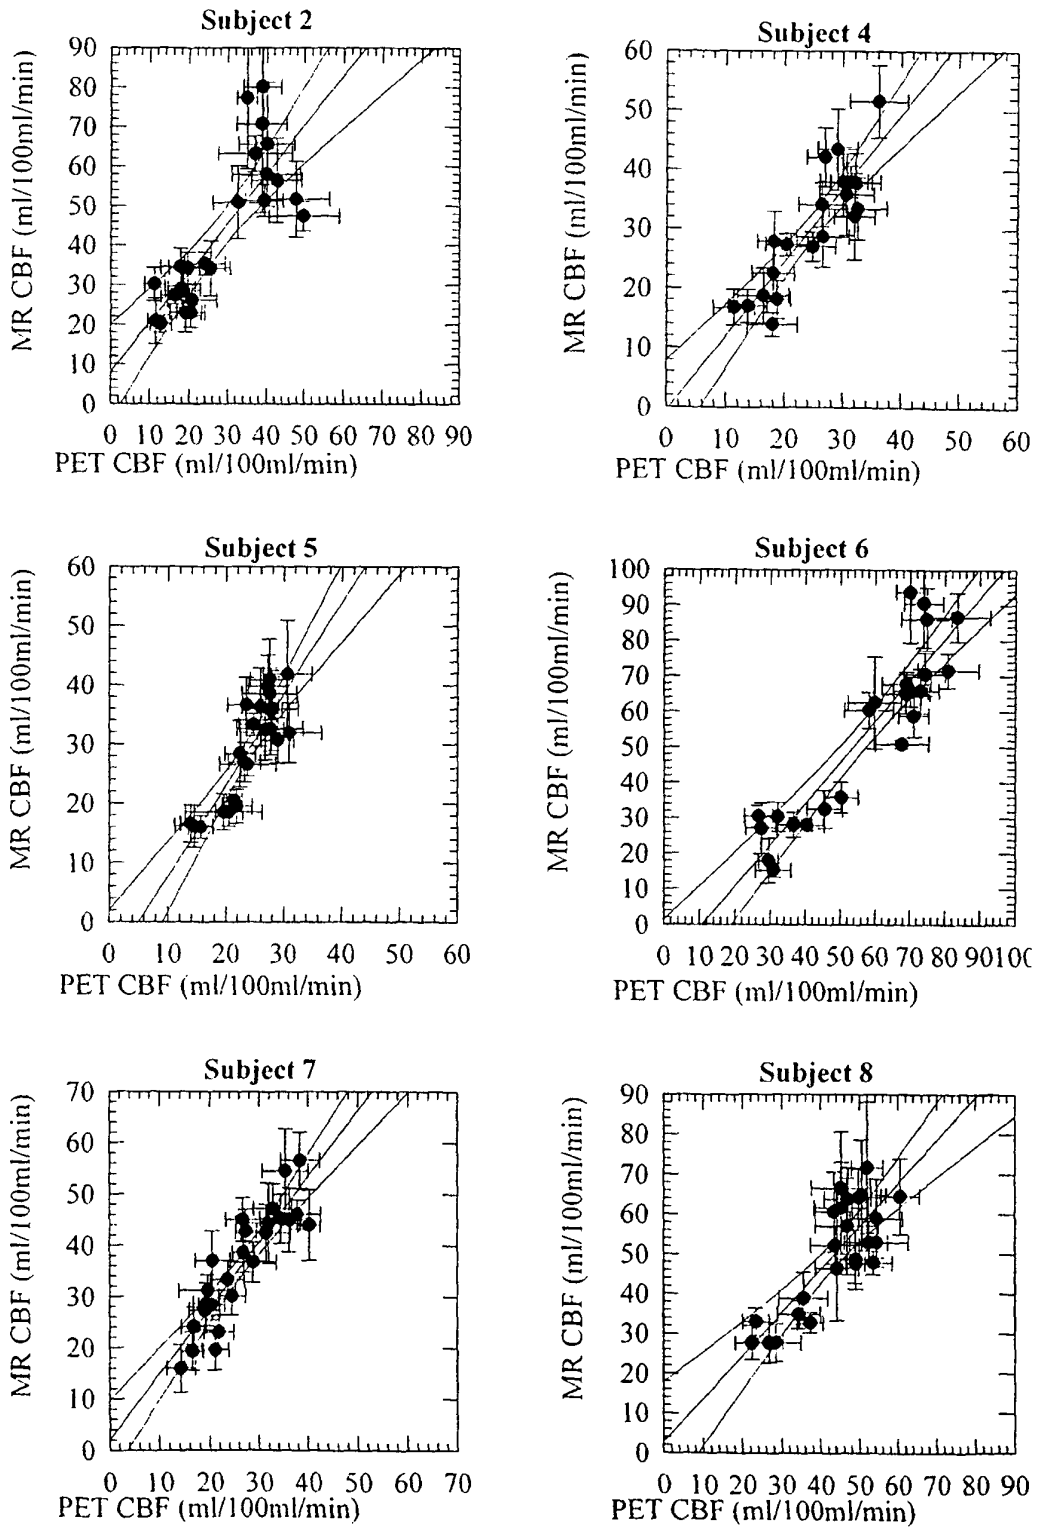 Subject 2
90
80
70
60
50
40
30
20
10
0
MR CBF (ml/100ml/min)
0 10 20 30 40 50 60 70 80 90
PET CBF (ml/100ml/min)
Subject 4
60
50
40
30
20
10
0
MR CBF (ml/100ml/min)
0 10 20 30 40 50 60
PET CBF (ml/100ml/min)
Subject 5
60
50
40
30
20
10
0
MR CBF (ml/100ml/min)
0 10 20 30 40 50 60
PET CBF (ml/100ml/min)
Subject 6
100
90
80
70
60
50
40
30
20
10
0
MR CBF (ml/100ml/min)
0 10 20 30 40 50 60 70 80 90 100
PET CBF (ml/100ml/min)
Subject 7
70
60
50
40
30
20
10
0
MR CBF (ml/100ml/min)
0 10 20 30 40 50 60 70
PET CBF (ml/100ml/min)
Subject 8
90
80
70
60
50
40
30
20
10
0
MR CBF (ml/100ml/min)
0 10 20 30 40 50 60 70 80 90
PET CBF (ml/100ml/min)